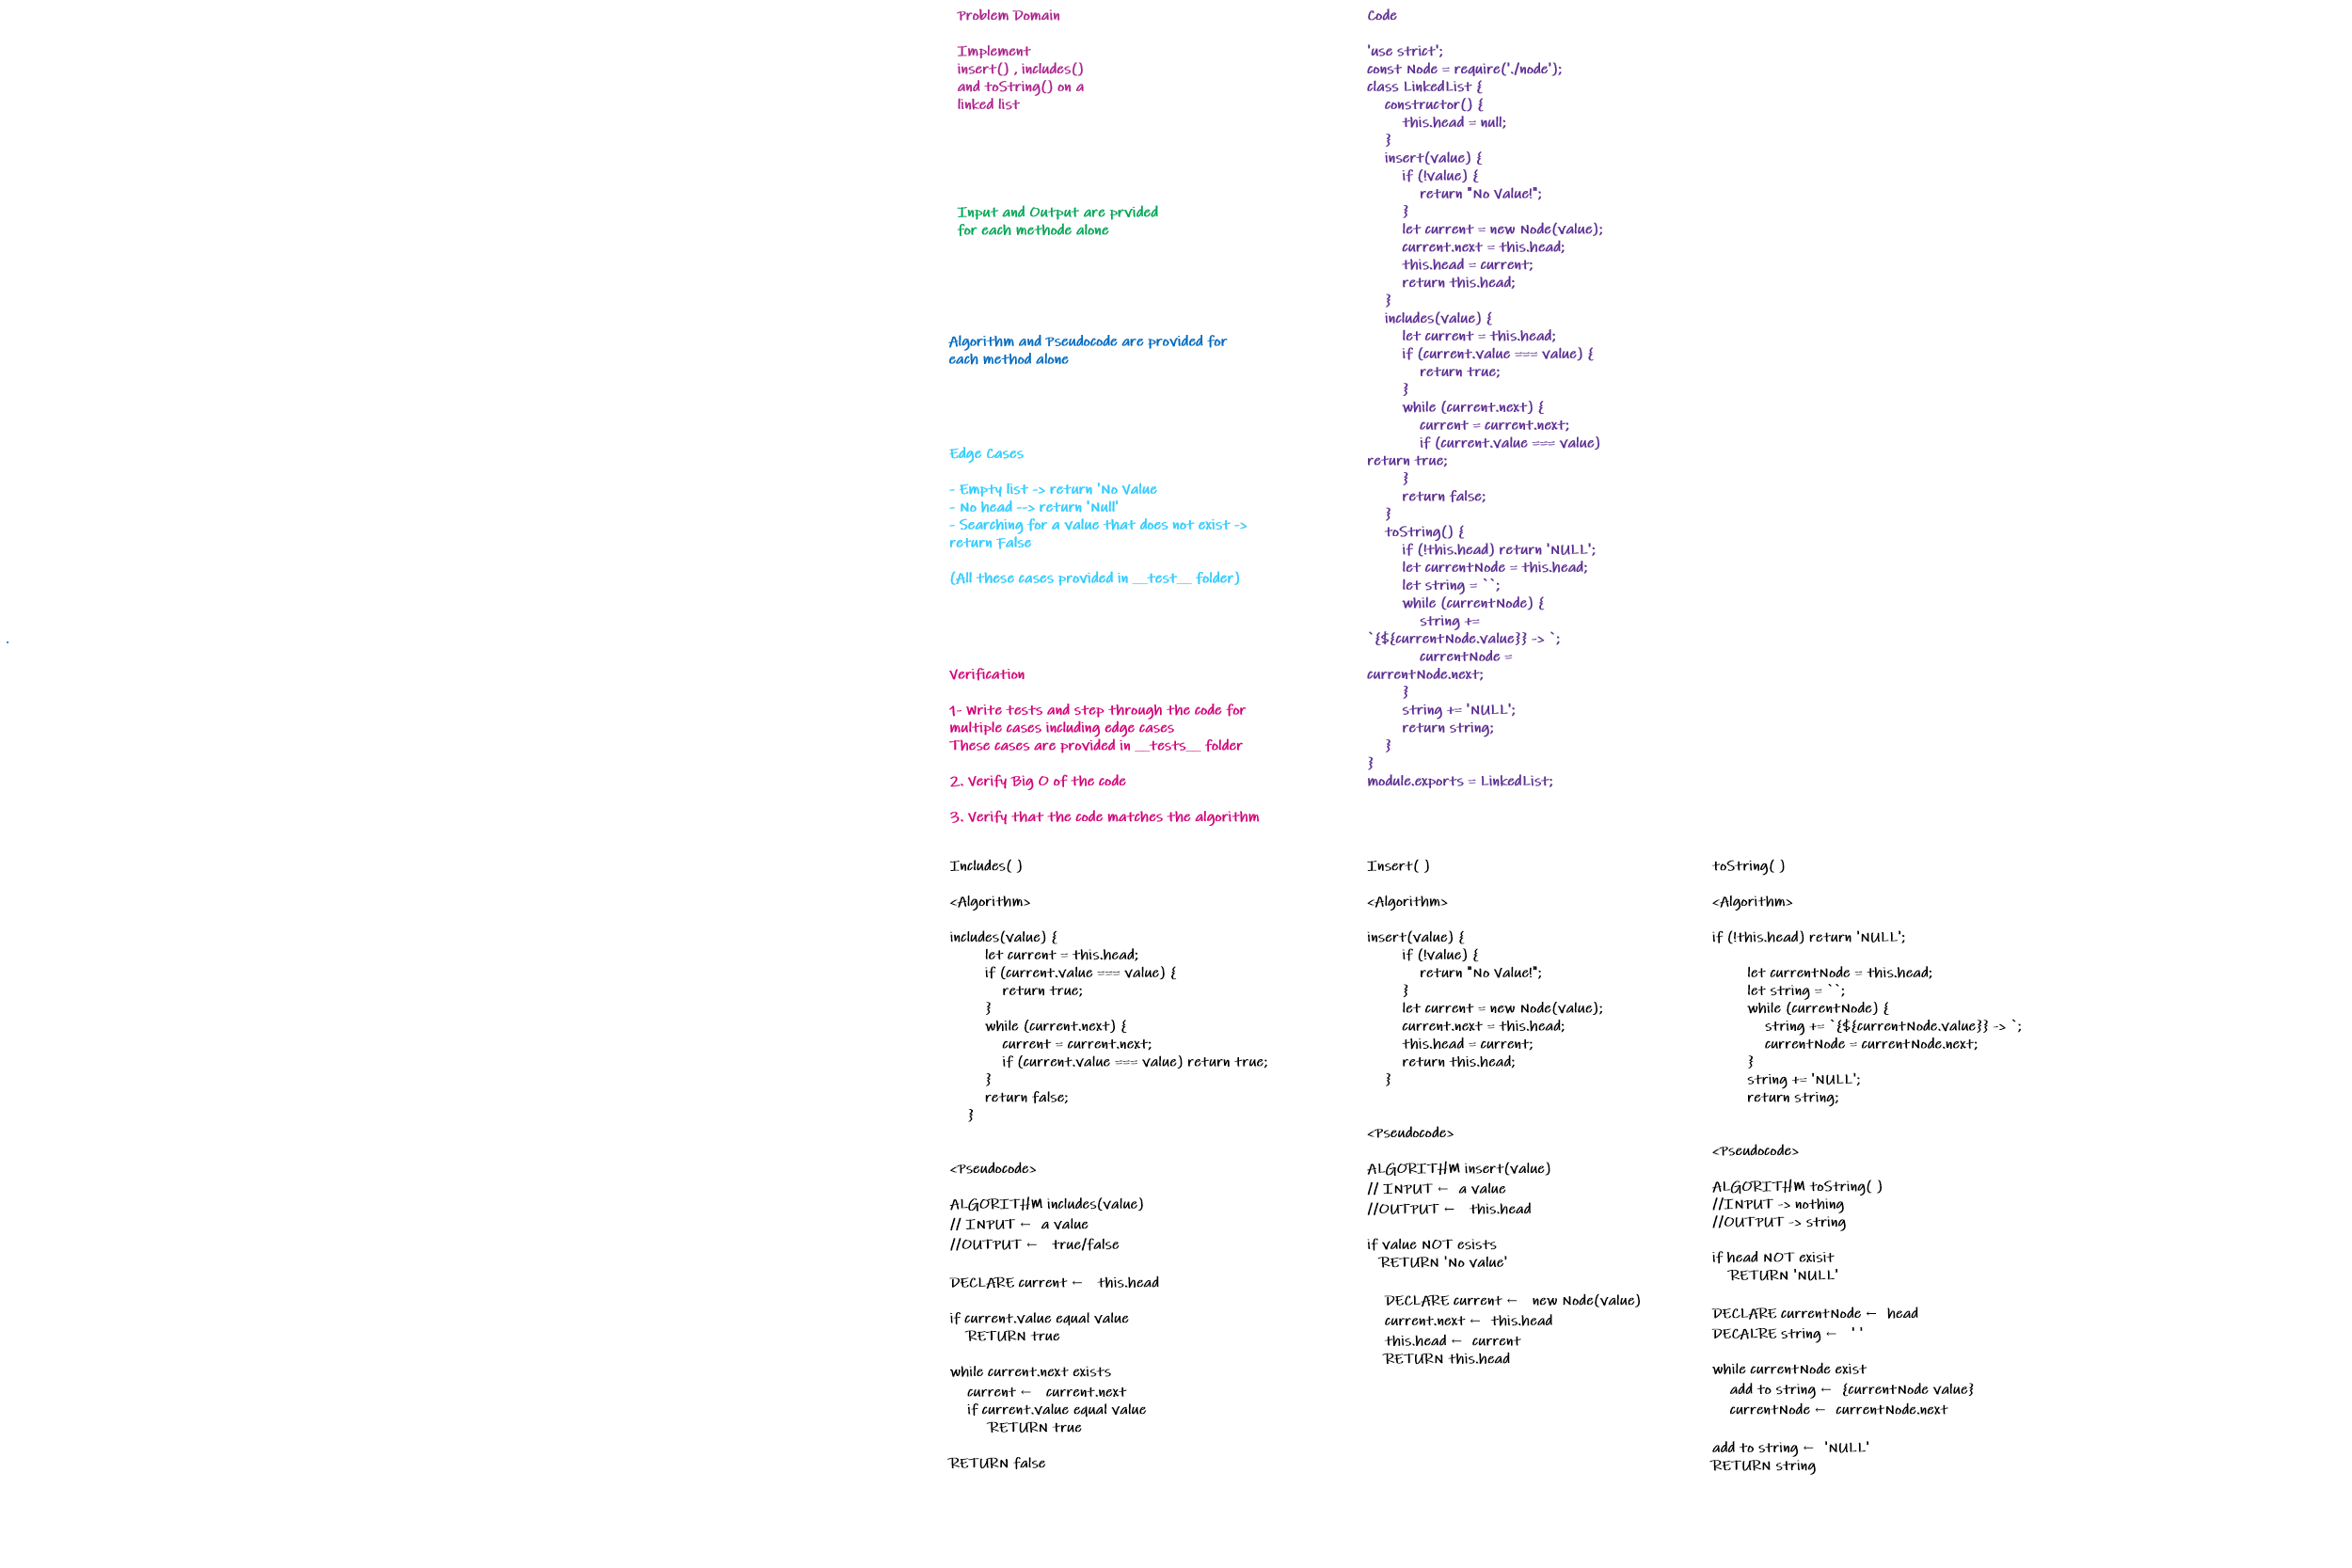 Problem Domain

Implement
insert() , includes()
and toString() on a
linked list

Input and Output are prvided
for each methode alone

Algorithm and Pseudocode are provided for
each method alone

Edge Cases

- Empty list -> return 'No Value
- No head --> return 'Null'
- Searching for a value that does not exist ->
return False

(All these cases provided in __test__ folder)

Verification

1- Write tests and step through the code for
multiple cases including edge cases
These cases are provided in __tests__ folder

2. Verify Big O of the code

3. Verify that the code matches the algorithm

Code

'use strict';
const Node = require('./node');
class LinkedList {
    constructor() {
        this.head = null;
    }
    insert(value) {
        if (!value) {
            return "No Value!";
        }
        let current = new Node(value);
        current.next = this.head;
        this.head = current;
        return this.head;
    }
    includes(value) {
        let current = this.head;
        if (current.value === value) {
            return true;
        }
        while (current.next) {
            current = current.next;
            if (current.value === value)
return true;
        }
        return false;
    }
    toString() {
        if (!this.head) return 'NULL';
        let currentNode = this.head;
        let string = ``;
        while (currentNode) {
            string +=
`{${currentNode.value}} -> `;
            currentNode =
currentNode.next;
        }
        string += 'NULL';
        return string;
    }
}
module.exports = LinkedList;

Includes( )

<Algorithm>

includes(value) {
        let current = this.head;
        if (current.value === value) {
            return true;
        }
        while (current.next) {
            current = current.next;
            if (current.value === value) return true;
        }
        return false;
    }

<Pseudocode>

ALGORITHM includes(value)
// INPUT ← a value
//OUTPUT ← true/false

DECLARE current ← this.head

if current.value equal value
    RETURN true

while current.next exists
    current ← current.next
    if current.value equal value
        RETURN true

RETURN false

Insert( )

<Algorithm>

insert(value) {
        if (!value) {
            return "No Value!";
        }
        let current = new Node(value);
        current.next = this.head;
        this.head = current;
        return this.head;
    }

<Pseudocode>

ALGORITHM insert(value)
// INPUT ← a value
//OUTPUT ← this.head

if value NOT esists
   RETURN 'No value'

    DECLARE current ← new Node(value)
    current.next ← this.head
    this.head ← current
    RETURN this.head

toString( )

<Algorithm>

if (!this.head) return 'NULL';

        let currentNode = this.head;
        let string = ``;
        while (currentNode) {
            string += `{${currentNode.value}} -> `;
            currentNode = currentNode.next;
        }
        string += 'NULL';
        return string;

<Pseudocode>

ALGORITHM toString( )
//INPUT -> nothing
//OUTPUT -> string

if head NOT exisit
    RETURN 'NULL'

DECLARE currentNode ← head
DECALRE string ← ' '

while currentNode exist
    add to string ← {currentNode value}
    currentNode ← currentNode.next

add to string ← 'NULL'
RETURN string